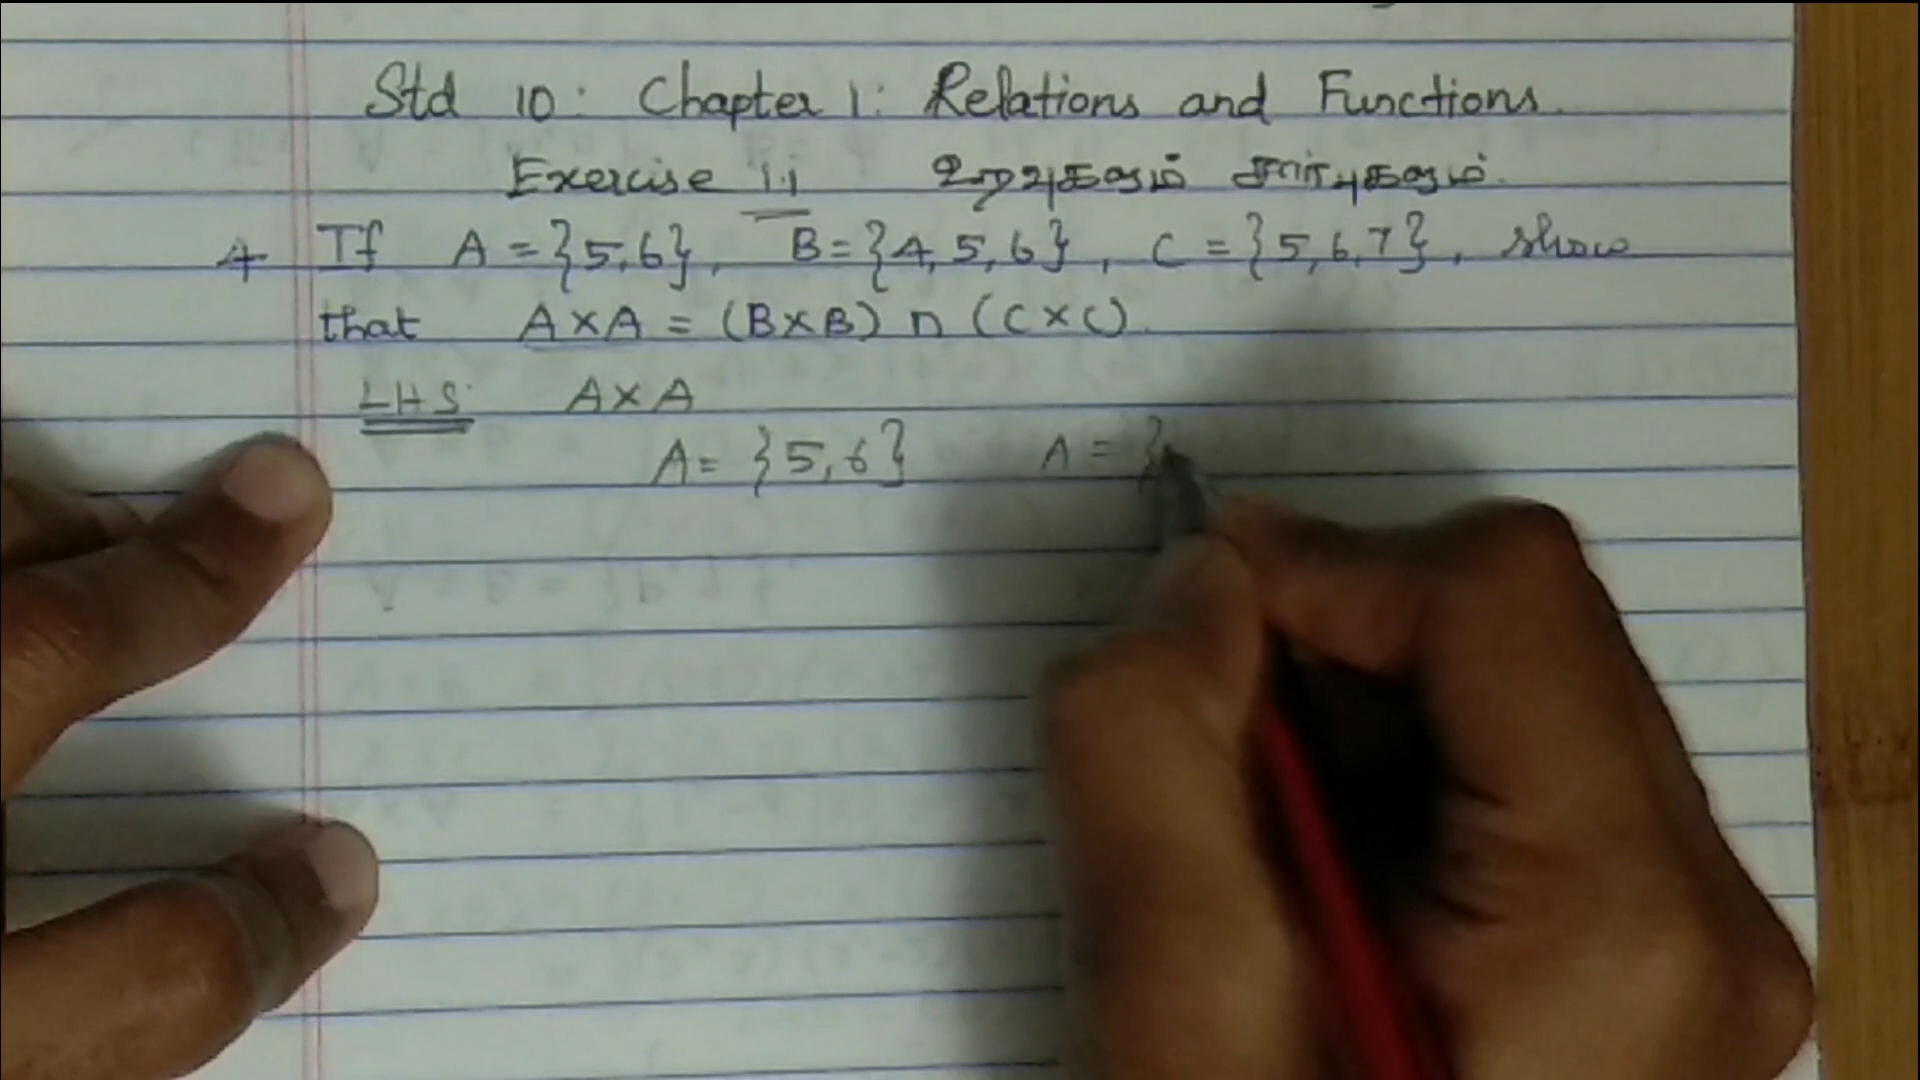 Std 10: Chapter 1: Relations and Functions.
Exercise 1.1 உறவுகளும் சார்புகளும்.
4 If A = {5,6}, B = {4,5,6}, C = {5,6,7}, show
that A×A = (B×B) ∩ (C×C).
LHS A×A
A = {5,6} A = {